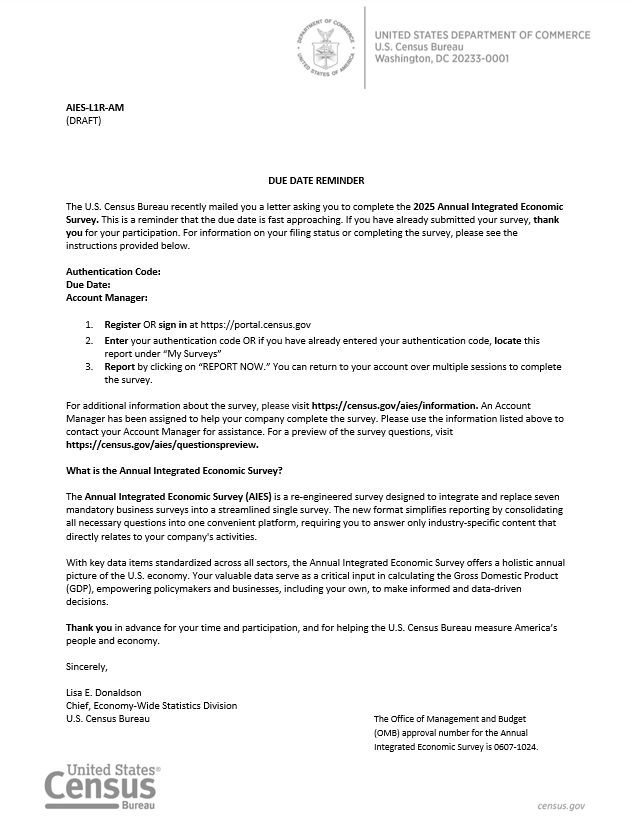 DEPARTMENT OF COMMERCE
UNITED STATES OF AMERICA
UNITED STATES DEPARTMENT OF COMMERCE
U.S. Census Bureau
Washington, DC 20233-0001
AIES-L1R-AM
(DRAFT)
DUE DATE REMINDER
The U.S. Census Bureau recently mailed you a letter asking you to complete the 2025 Annual Integrated Economic
Survey. This is a reminder that the due date is fast approaching. If you have already submitted your survey, thank
you for your participation. For information on your filing status or completing the survey, please see the
instructions provided below.
Authentication Code:
Due Date:
Account Manager:
1. Register OR sign in at https://portal.census.gov
2. Enter your authentication code OR if you have already entered your authentication code, locate this
report under “My Surveys”
3. Report by clicking on “REPORT NOW.” You can return to your account over multiple sessions to complete
the survey.
For additional information about the survey, please visit https://census.gov/aies/information. An Account
Manager has been assigned to help your company complete the survey. Please use the information listed above to
contact your Account Manager for assistance. For a preview of the survey questions, visit
https://census.gov/aies/questionspreview.
What is the Annual Integrated Economic Survey?
The Annual Integrated Economic Survey (AIES) is a re-engineered survey designed to integrate and replace seven
mandatory business surveys into a streamlined single survey. The new format simplifies reporting by consolidating
all necessary questions into one convenient platform, requiring you to answer only industry-specific content that
directly relates to your company's activities.
With key data items standardized across all sectors, the Annual Integrated Economic Survey offers a holistic annual
picture of the U.S. economy. Your valuable data serve as a critical input in calculating the Gross Domestic Product
(GDP), empowering policymakers and businesses, including your own, to make informed and data-driven
decisions.
Thank you in advance for your time and participation, and for helping the U.S. Census Bureau measure America’s
people and economy.
Sincerely,
Lisa E. Donaldson
Chief, Economy-Wide Statistics Division
U.S. Census Bureau
The Office of Management and Budget
(OMB) approval number for the Annual
Integrated Economic Survey is 0607-1024.
United States®
Census
Bureau
census.gov